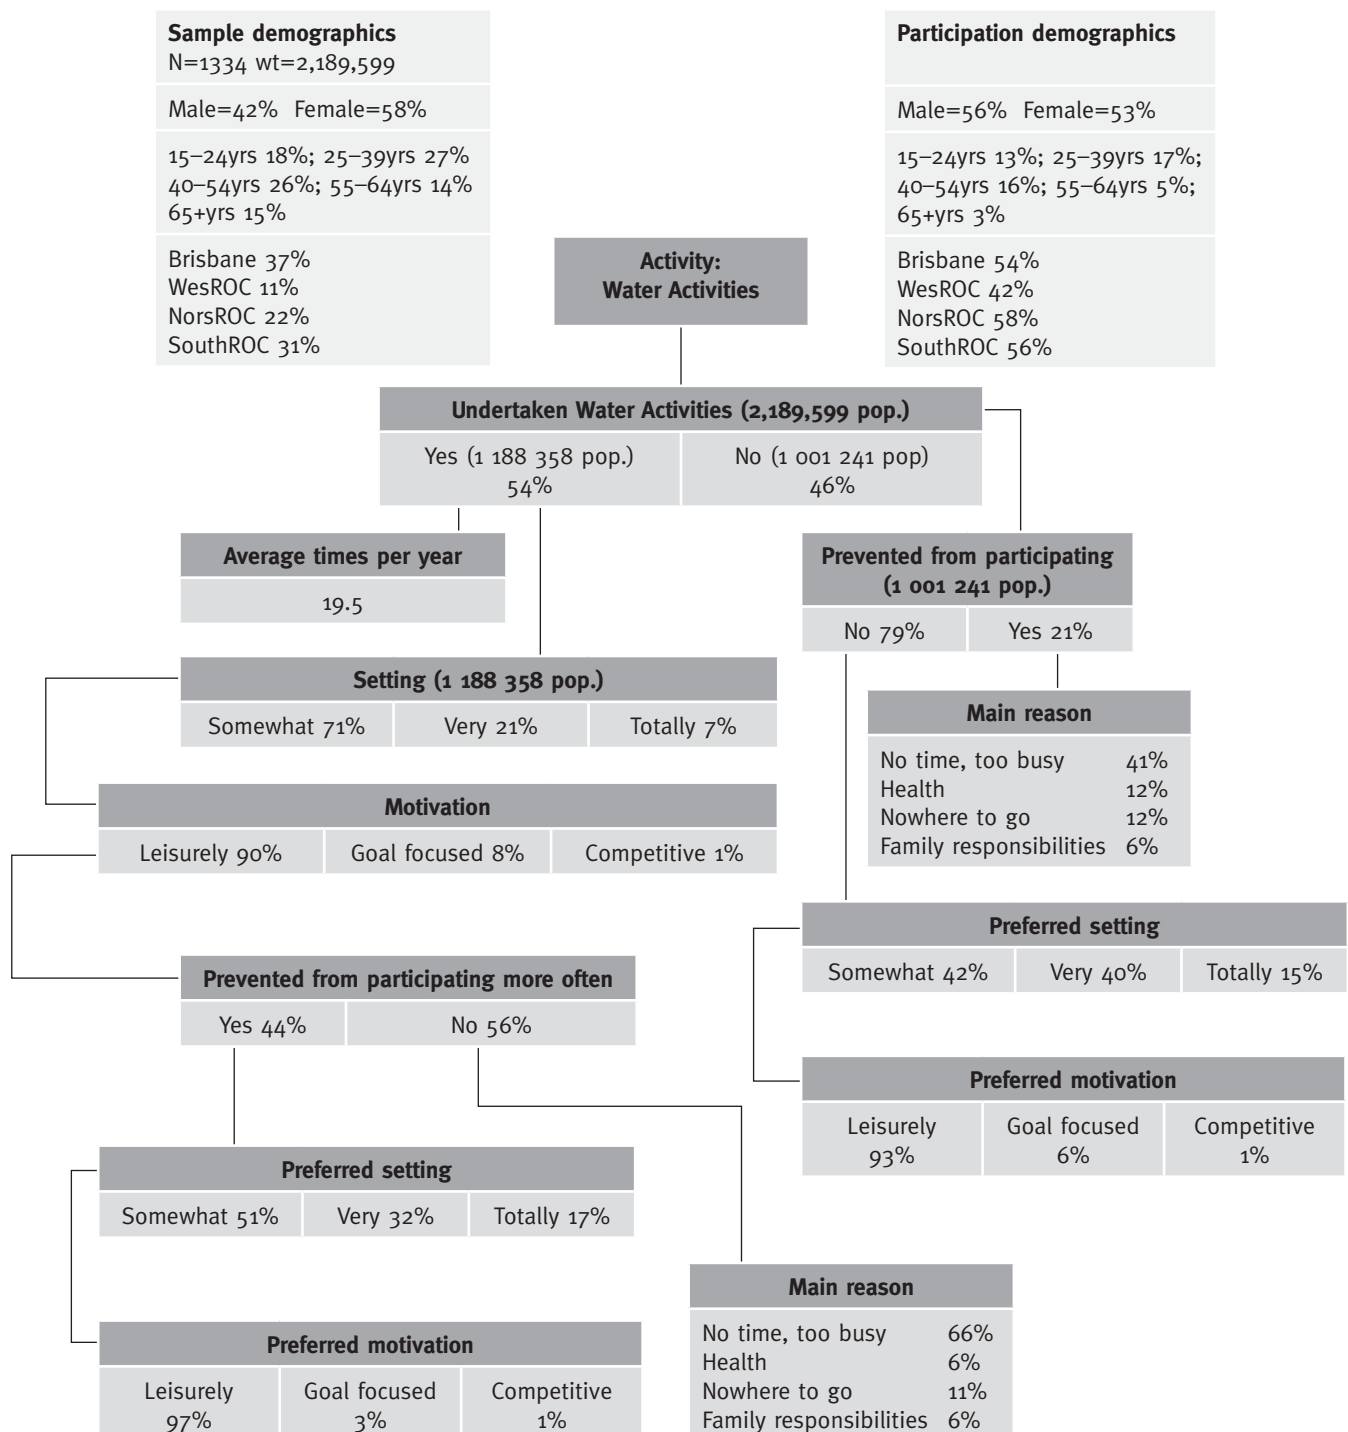 Sample demographics
N=1334 wt=2,189,599
Male=42% Female=58%
15–24yrs 18%; 25–39yrs 27%
40–54yrs 26%; 55–64yrs 14%
65+yrs 15%
Brisbane 37%
WesROC 11%
NorsROC 22%
SouthROC 31%
Participation demographics
Male=56% Female=53%
15–24yrs 13%; 25–39yrs 17%;
40–54yrs 16%; 55–64yrs 5%;
65+yrs 3%
Brisbane 54%
WesROC 42%
NorsROC 58%
SouthROC 56%
Activity:
Water Activities
Undertaken Water Activities (2,189,599 pop.)
Yes (1 188 358 pop.)
54%
No (1 001 241 pop)
46%
Average times per year
19.5
Prevented from participating
(1 001 241 pop.)
No 79% Yes 21%
Setting (1 188 358 pop.)
Somewhat 71% Very 21% Totally 7%
Main reason
No time, too busy 41%
Health 12%
Nowhere to go 12%
Family responsibilities 6%
Motivation
Leisurely 90% Goal focused 8% Competitive 1%
Preferred setting
Somewhat 42% Very 40% Totally 15%
Prevented from participating more often
Yes 44% No 56%
Preferred motivation
Leisurely
93%
Goal focused
6%
Competitive
1%
Preferred setting
Somewhat 51% Very 32% Totally 17%
Main reason
No time, too busy 66%
Health 6%
Nowhere to go 11%
Family responsibilities 6%
Preferred motivation
Leisurely
97%
Goal focused
3%
Competitive
1%